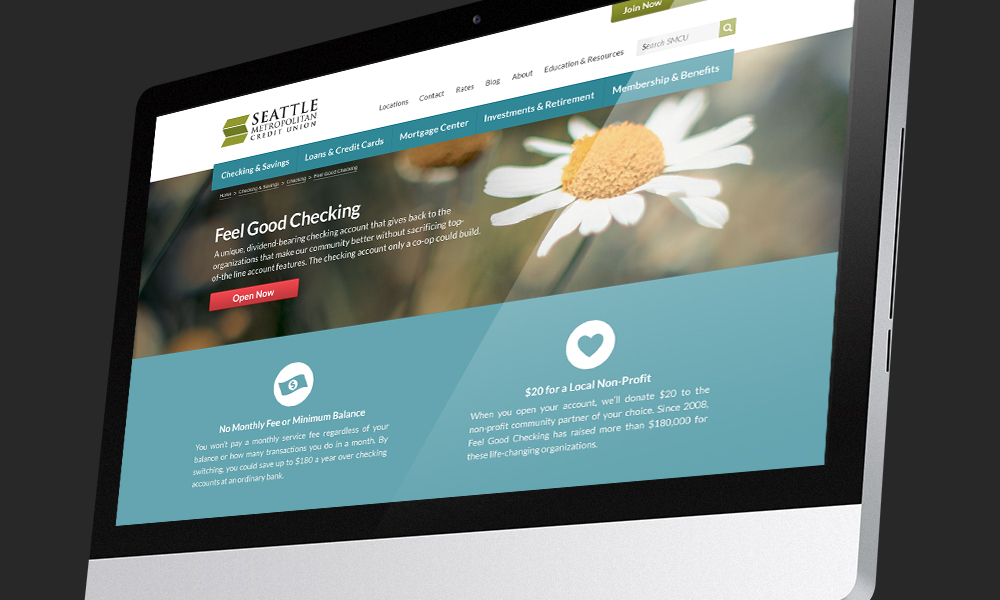 Join Now
Search SMCU
Locations Contact Rates Blog About Education & Resources
SEATTLE
METROPOLITAN
CREDIT UNION
Checking & Savings Loans & Credit Cards Mortgage Center Investments & Retirement Membership & Benefits
Home > Checking & Savings > Checking > Feel Good Checking
Feel Good Checking
A unique, dividend-bearing checking account that gives back to the
organizations that make our community better without sacrificing top-
of-the line account features. The checking account only a co-op could build.
Open Now
No Monthly Fee or Minimum Balance
You won't pay a monthly service fee regardless of your
balance or how many transactions you do in a month. By
switching, you could save up to $180 a year over checking
accounts at an ordinary bank.
$20 for a Local Non-Profit
When you open your account, we'll donate $20 to the
non-profit community partner of your choice. Since 2008,
Feel Good Checking has raised more than $180,000 for
these life-changing organizations.